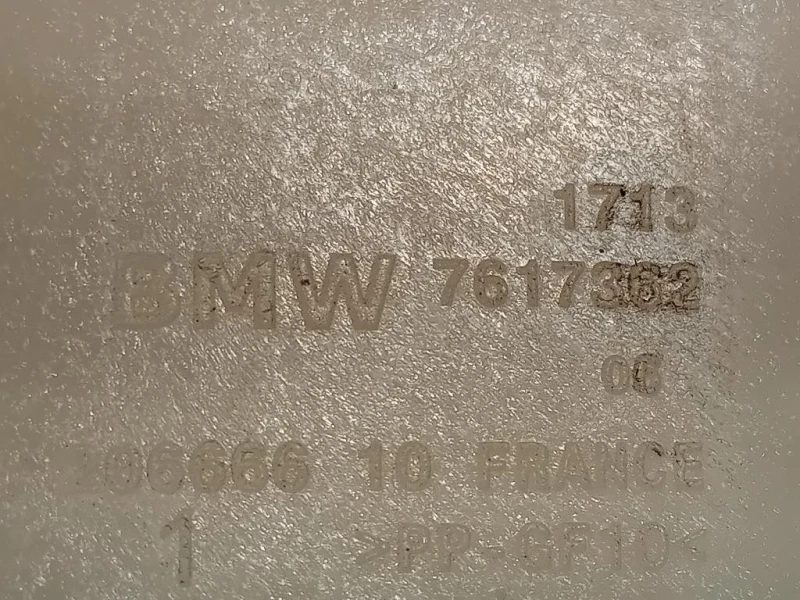 1713
BMW 7617362
06
10 FRANCE
1 >PP-GF10<